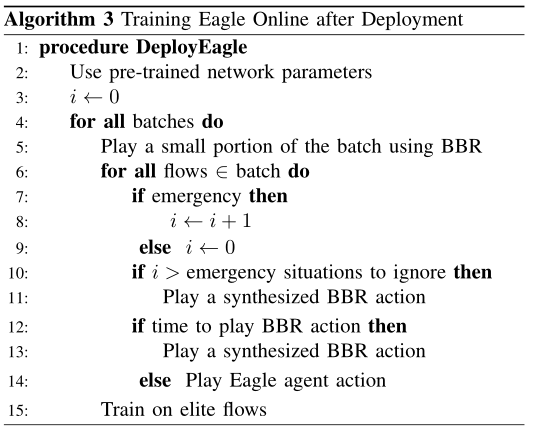 Algorithm 3 Training Eagle Online after Deployment
1: procedure DeployEagle
2: Use pre-trained network parameters
3: i ← 0
4: for all batches do
5: Play a small portion of the batch using BBR
6: for all flows ∈ batch do
7: if emergency then
8: i ← i + 1
9: else i ← 0
10: if i > emergency situations to ignore then
11: Play a synthesized BBR action
12: if time to play BBR action then
13: Play a synthesized BBR action
14: else Play Eagle agent action
15: Train on elite flows